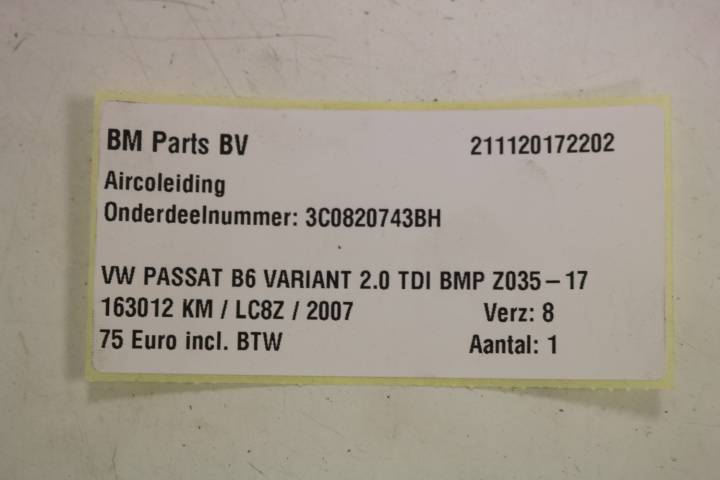 BM Parts BV 211120172202
Aircoleiding
Onderdeelnummer: 3C0820743BH
VW PASSAT B6 VARIANT 2.0 TDI BMP Z035-17
163012 KM / LC8Z / 2007 Verz: 8
75 Euro incl. BTW Aantal: 1